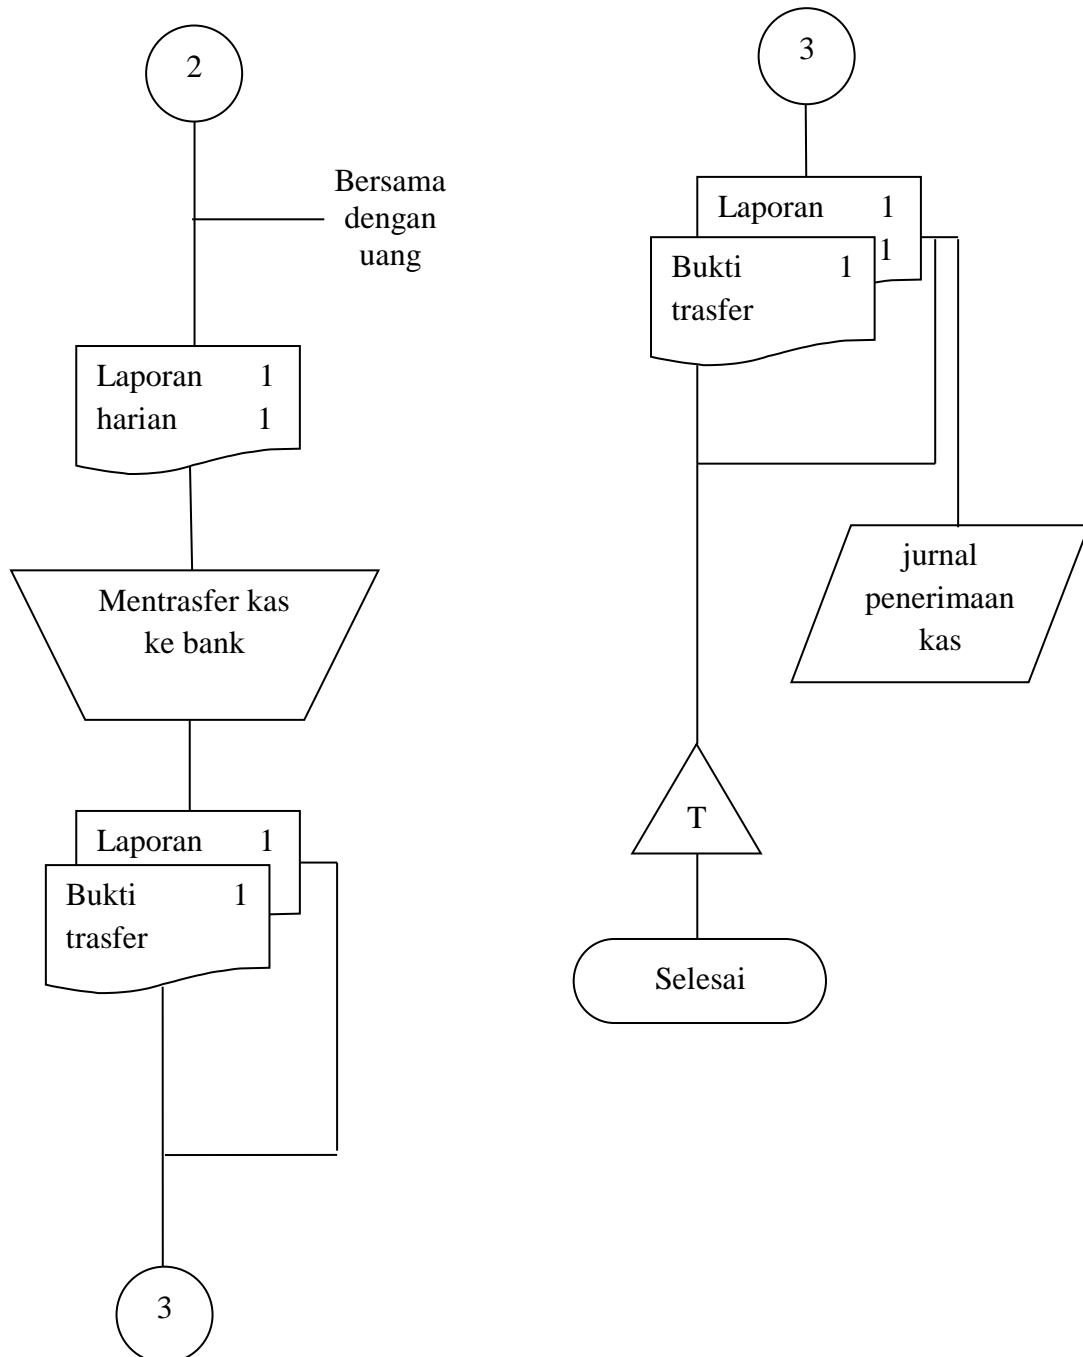 2
Bersama
dengan
uang
Laporan 1
harian 1
Mentrasfer kas
ke bank
Laporan 1
Bukti 1
trasfer
3
3
Laporan 1
1
Bukti 1
trasfer
jurnal
penerimaan
kas
T
Selesai